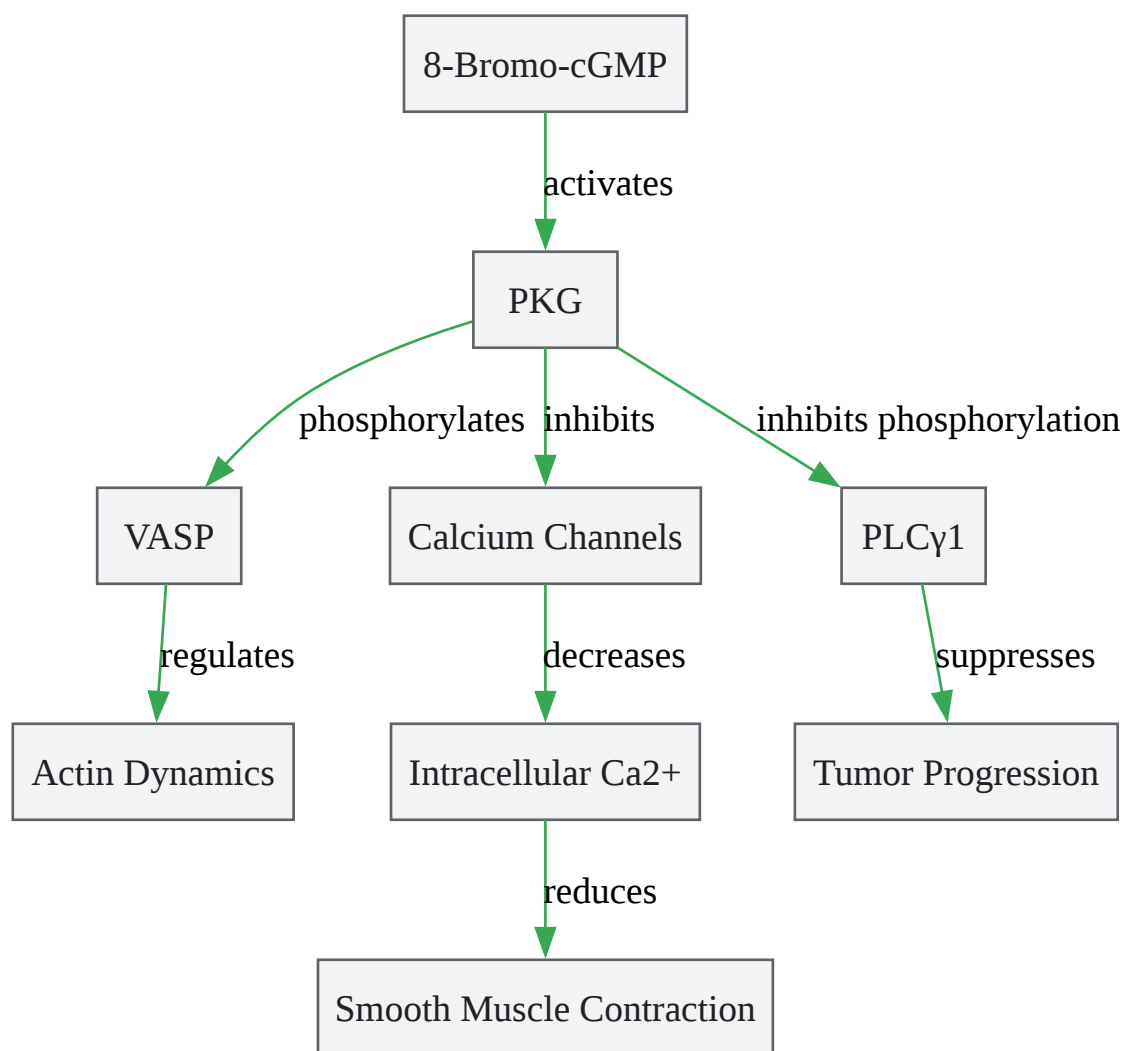 8-Bromo-cGMP
activates
PKG
phosphorylates
inhibits
inhibits phosphorylation
VASP
Calcium Channels
PLCγ1
regulates
decreases
suppresses
Actin Dynamics
Intracellular Ca2+
Tumor Progression
reduces
Smooth Muscle Contraction